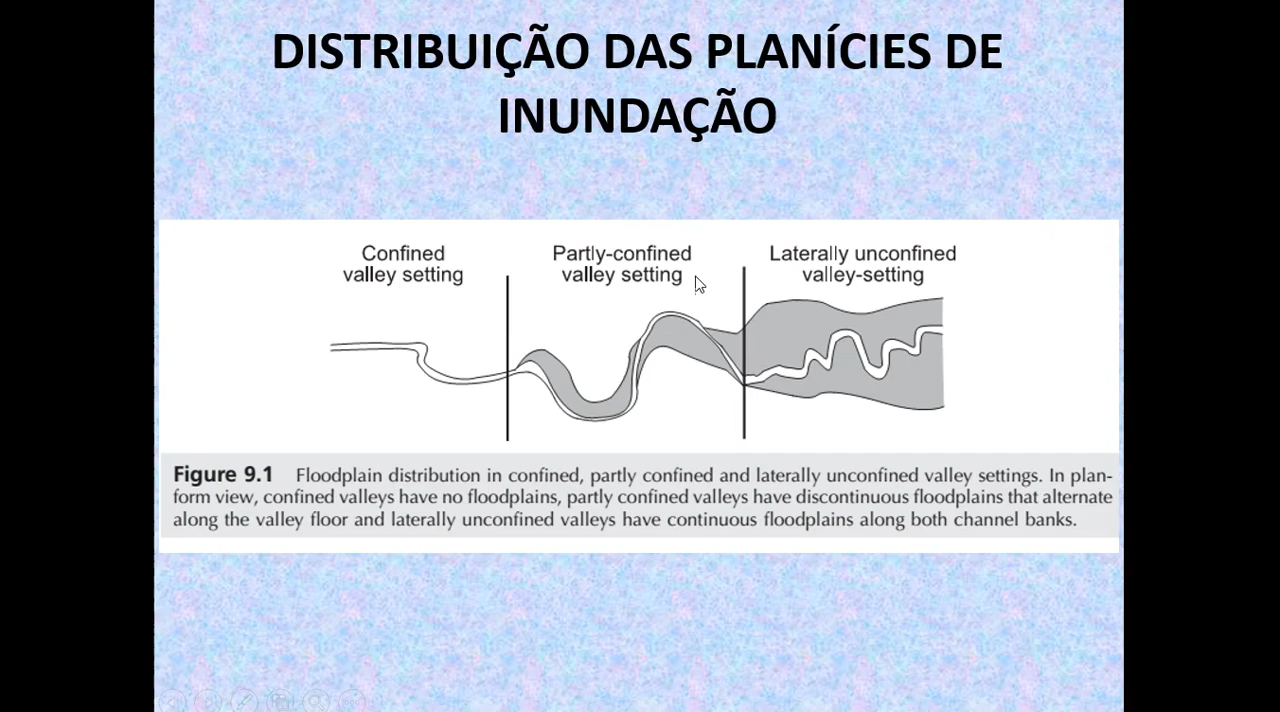 DISTRIBUIÇÃO DAS PLANÍCIES DE
INUNDAÇÃO
Confined
valley setting
Partly-confined
valley setting
Laterally unconfined
valley-setting
Figure 9.1 Floodplain distribution in confined, partly confined and laterally unconfined valley settings. In plan-
form view, confined valleys have no floodplains, partly confined valleys have discontinuous floodplains that alternate
along the valley floor and laterally unconfined valleys have continuous floodplains along both channel banks.